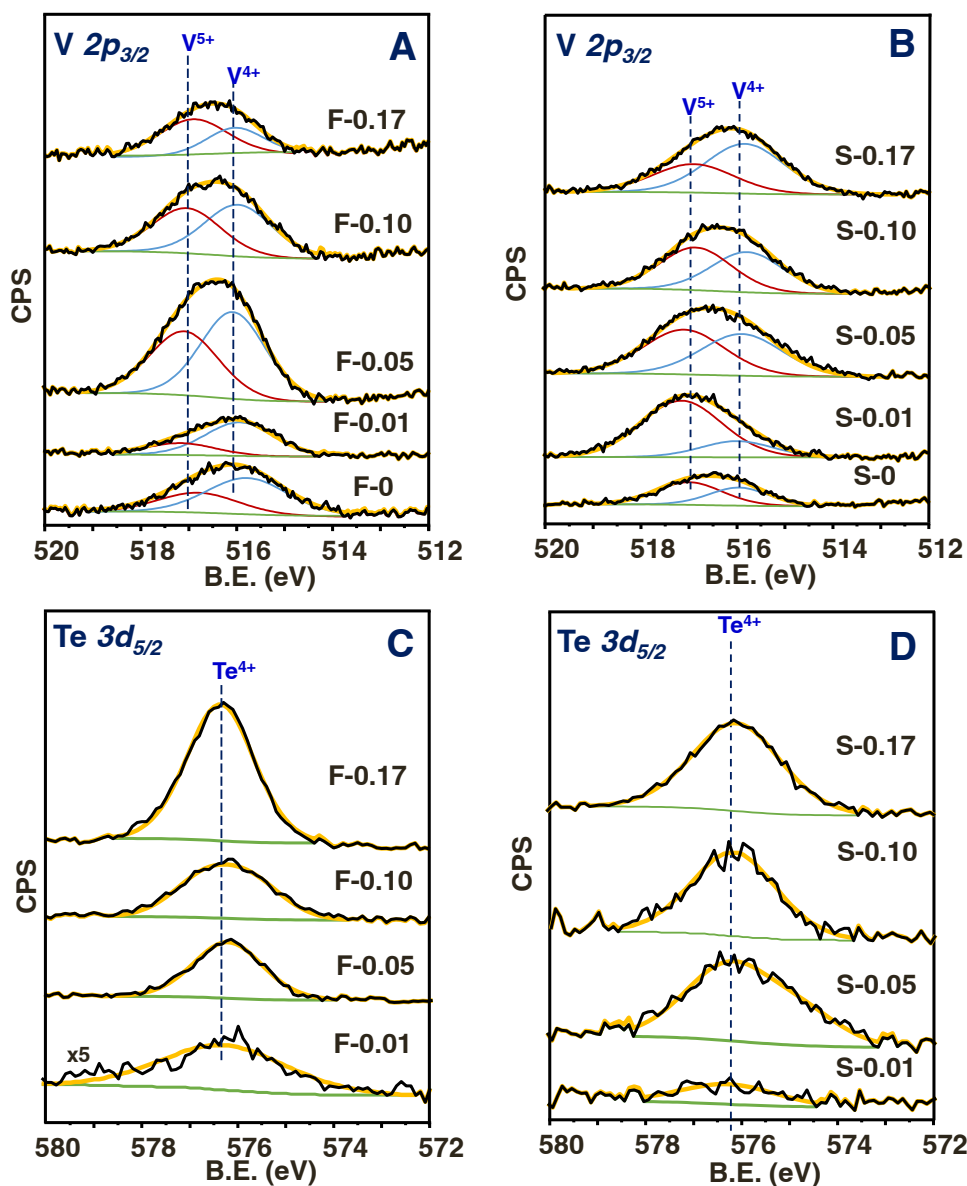 V 2p3/2
A
V5+
V4+
F-0.17
F-0.10
F-0.05
F-0.01
F-0
CPS
520
518
516
514
512
B.E. (eV)
V 2p3/2
B
V5+
V4+
S-0.17
S-0.10
S-0.05
S-0.01
S-0
CPS
520
518
516
514
512
B.E. (eV)
Te 3d5/2
C
Te4+
F-0.17
F-0.10
F-0.05
F-0.01
x5
CPS
580
578
576
574
572
B.E. (eV)
Te 3d5/2
D
Te4+
S-0.17
S-0.10
S-0.05
S-0.01
CPS
580
578
576
574
572
B.E. (eV)